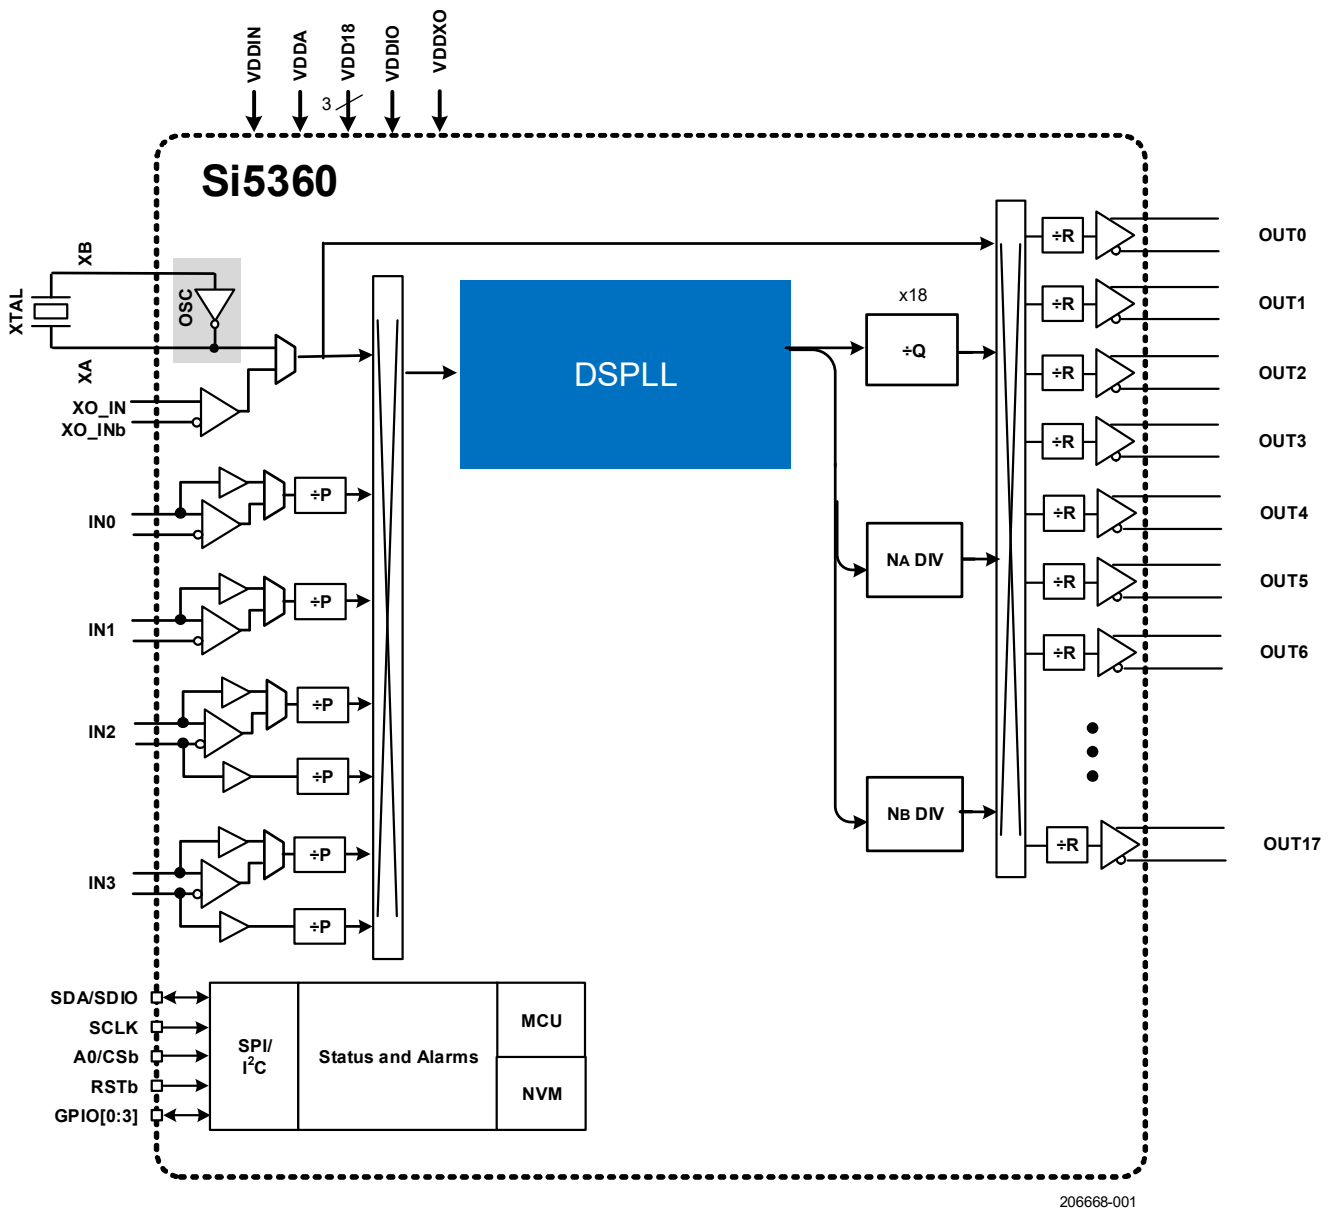 VDDIN
VDDA
VDD18
VDDIO
VDDXO
3
Si5360
XB
XTAL
OSC
XA
XO_IN
XO_INb
IN0
÷P
IN1
÷P
IN2
÷P
÷P
IN3
÷P
÷P
DSPLL
x18
÷Q
NA DIV
NB DIV
÷R
OUT0
÷R
OUT1
÷R
OUT2
÷R
OUT3
÷R
OUT4
÷R
OUT5
÷R
OUT6
÷R
OUT17
SDA/SDIO
SCLK
A0/CSb
RSTb
GPIO[0:3]
SPI/
I²C
Status and Alarms
MCU
NVM
206668-001